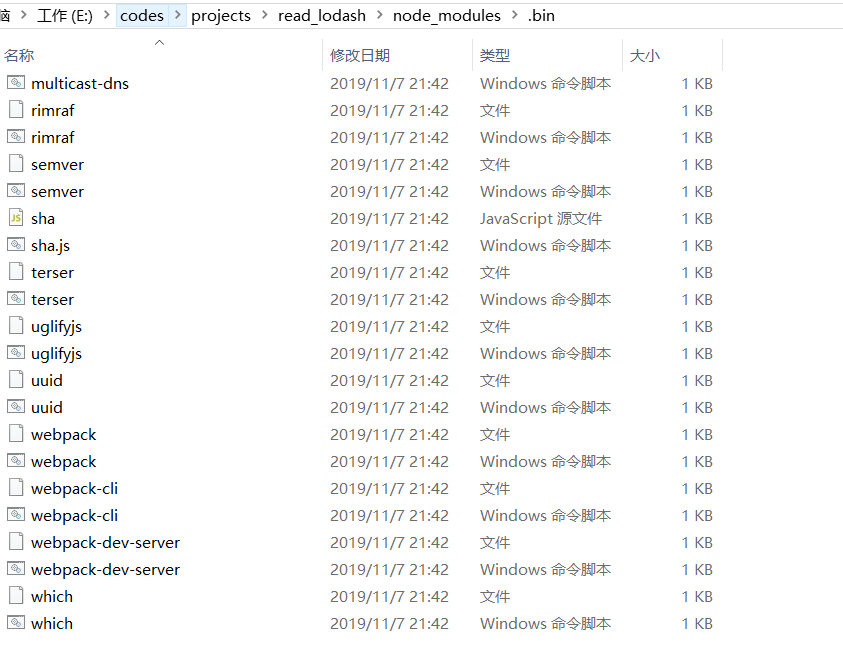 脑 > 工作 (E:) > codes > projects > read_lodash > node_modules > .bin
名称 修改日期 类型 大小
multicast-dns 2019/11/7 21:42 Windows 命令脚本 1 KB
rimraf 2019/11/7 21:42 文件 1 KB
rimraf 2019/11/7 21:42 Windows 命令脚本 1 KB
semver 2019/11/7 21:42 文件 1 KB
semver 2019/11/7 21:42 Windows 命令脚本 1 KB
sha 2019/11/7 21:42 JavaScript 源文件 1 KB
sha.js 2019/11/7 21:42 Windows 命令脚本 1 KB
terser 2019/11/7 21:42 文件 1 KB
terser 2019/11/7 21:42 Windows 命令脚本 1 KB
uglifyjs 2019/11/7 21:42 文件 1 KB
uglifyjs 2019/11/7 21:42 Windows 命令脚本 1 KB
uuid 2019/11/7 21:42 文件 1 KB
uuid 2019/11/7 21:42 Windows 命令脚本 1 KB
webpack 2019/11/7 21:42 文件 1 KB
webpack 2019/11/7 21:42 Windows 命令脚本 1 KB
webpack-cli 2019/11/7 21:42 文件 1 KB
webpack-cli 2019/11/7 21:42 Windows 命令脚本 1 KB
webpack-dev-server 2019/11/7 21:42 文件 1 KB
webpack-dev-server 2019/11/7 21:42 Windows 命令脚本 1 KB
which 2019/11/7 21:42 文件 1 KB
which 2019/11/7 21:42 Windows 命令脚本 1 KB